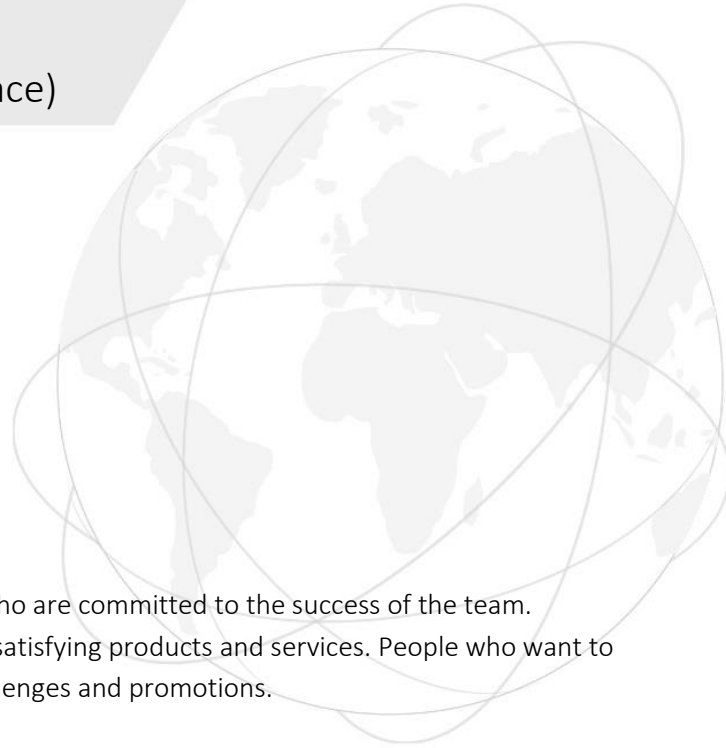 ce)
who are committed to the success of the team.
satisfying products and services. People who want to
enges and promotions.